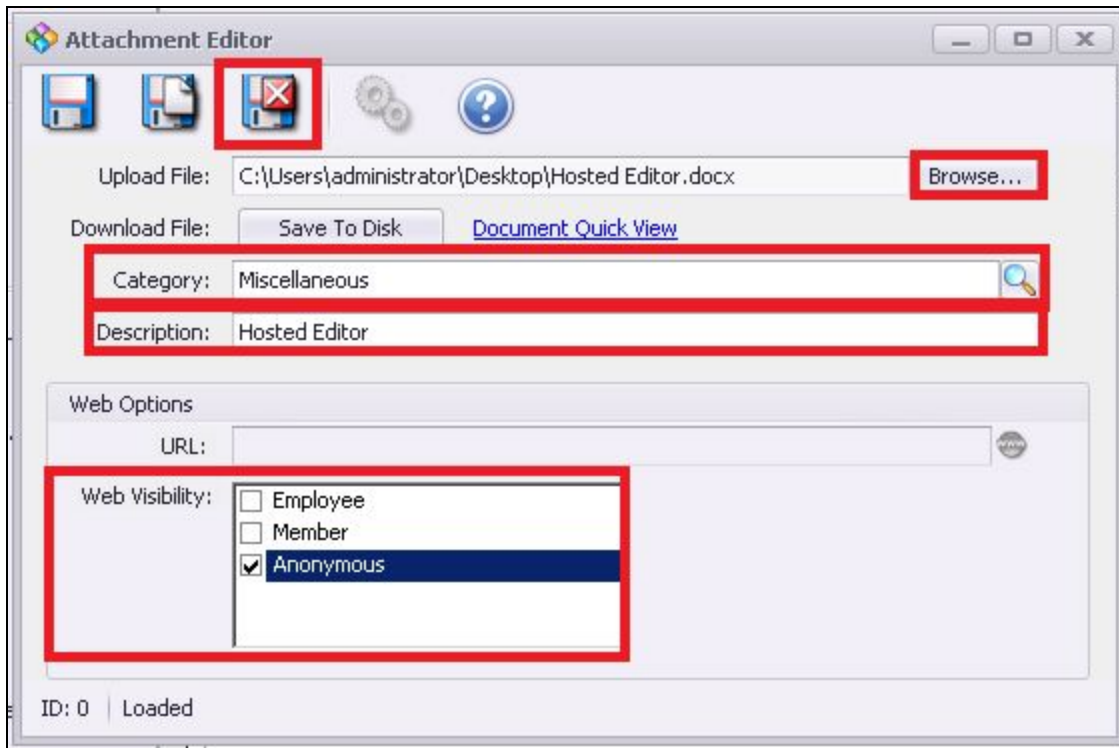 Attachment Editor
Upload File: C:\Users\administrator\Desktop\Hosted Editor.docx Browse...
Download File: Save To Disk Document Quick View
Category: Miscellaneous
Description: Hosted Editor
Web Options
URL:
Web Visibility: Employee
Member
Anonymous
ID: 0 Loaded